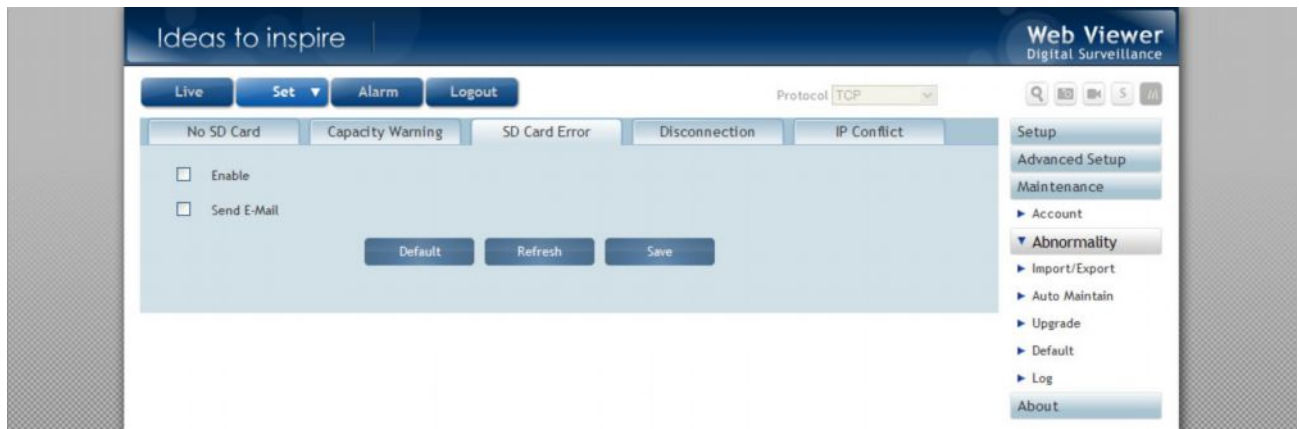 Ideas to inspire
Web Viewer
Digital Surveillance
Live Set Alarm Logout Protocol TCP S
No SD Card Capacity Warning SD Card Error Disconnection IP Conflict
Enable
Send E-Mail
Default Refresh Save
Setup
Advanced Setup
Maintenance
Account
Abnormality
Import/Export
Auto Maintain
Upgrade
Default
Log
About